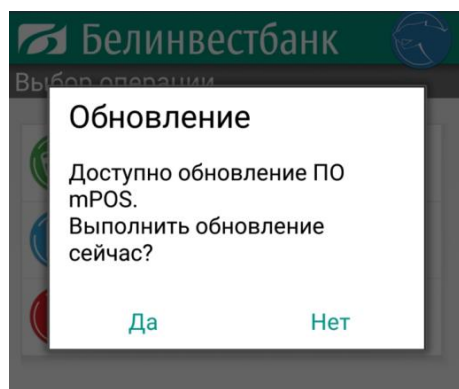 Белинвестбанк
Выбор операции
Обновление
Доступно обновление ПО
mPOS.
Выполнить обновление
сейчас?
Да
Нет